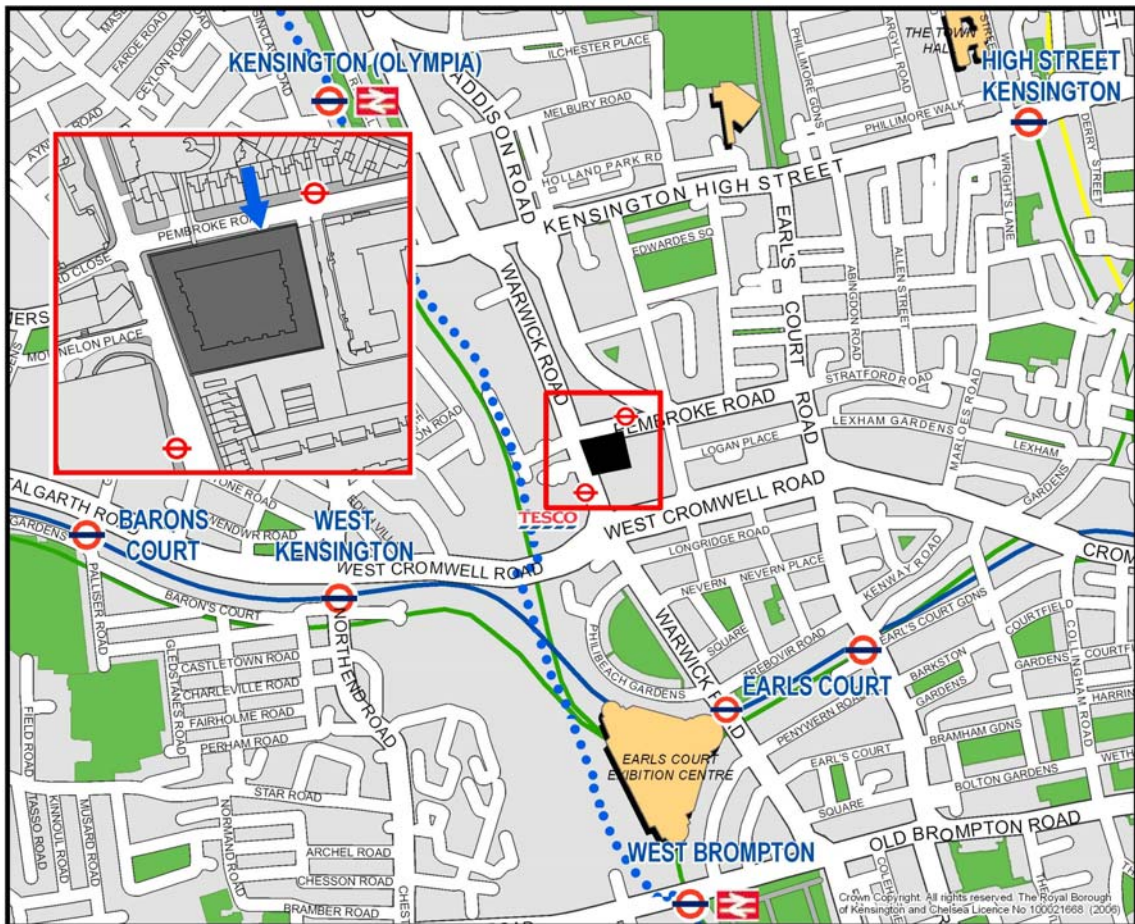 KENSINGTON (OLYMPIA)
FAROE ROAD
CEYLON ROAD
ADDISON ROAD
ILCHESTER PLACE
MELBURY ROAD
HOLLAND PARK RD
PHILLIMORE GDNS
ARGYLL ROAD
THE TOWN
HALL
HIGH STREET
KENSINGTON
PHILLIMORE WALK
DERRY STREET
WRIGHT'S LANE
KENSINGTON HIGH STREET
EDWARDES SQ
EARL'S COURT ROAD
ABINGDON ROAD
ALLEN STREET
WARWICK ROAD
PEMBROKE ROAD
STRATFORD ROAD
LOGAN PLACE
LEXHAM GARDENS
MARLOES ROAD
LEXHAM
GARDENS
TESCO
WEST CROMWELL ROAD
LONGRIDGE ROAD
NEVERN
NEVERN PLACE
SQUARE
KENWAY ROAD
TREBOVIR ROAD
EARL'S COURT GDNS
COURTFIELD
GARDENS
COLLINGHAM ROAD
BARKSTON
GARDENS
PHILBEACH GARDENS
WARWICK ROAD
EARLS COURT
PENYWERN ROAD
EARL'S COURT
SQUARE
BRAMHAM GDNS
BOLTON GARDENS
OLD BROMPTON ROAD
EARLS COURT
EXIBITION CENTRE
WEST BROMPTON
BARONS
COURT
WEST
KENSINGTON
WEST CROMWELL ROAD
GARDENS
PALLISER ROAD
BARON'S COURT
NORTHEND ROAD
GLEDSTANES ROAD
CASTLETOWN ROAD
CHARLEVILLE ROAD
FAIRHOLME ROAD
PERHAM ROAD
FIELD ROAD
STAR ROAD
TASSO ROAD
KINNOUL ROAD
MUSARD ROAD
NORMAND ROAD
ARCHEL ROAD
CHESSON ROAD
BRAMBER ROAD
Crown Copyright. All rights reserved. The Royal Borough
of Kensington and Chelsea Licence No 100021668 (2006)